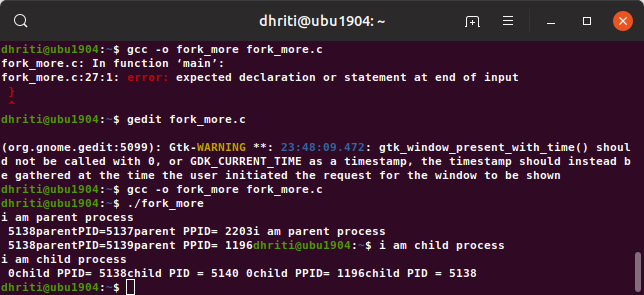 dhriti@ubu1904: ~
dhriti@ubu1904:~$ gcc -o fork_more fork_more.c
fork_more.c: In function ‘main’:
fork_more.c:27:1: error: expected declaration or statement at end of input
 }
 ^
dhriti@ubu1904:~$ gedit fork_more.c

(org.gnome.gedit:5099): Gtk-WARNING **: 23:48:09.472: gtk_window_present_with_time() shoul
d not be called with 0, or GDK_CURRENT_TIME as a timestamp, the timestamp should instead b
e gathered at the time the user initiated the request for the window to be shown
dhriti@ubu1904:~$ gcc -o fork_more fork_more.c
dhriti@ubu1904:~$ ./fork_more
i am parent process
 5138parentPID=5137parent PPID= 2203i am parent process
 5138parentPID=5139parent PPID= 1196dhriti@ubu1904:~$ i am child process
i am child process
 0child PPID= 5138child PID = 5140 0child PPID= 1196child PID = 5138
dhriti@ubu1904:~$